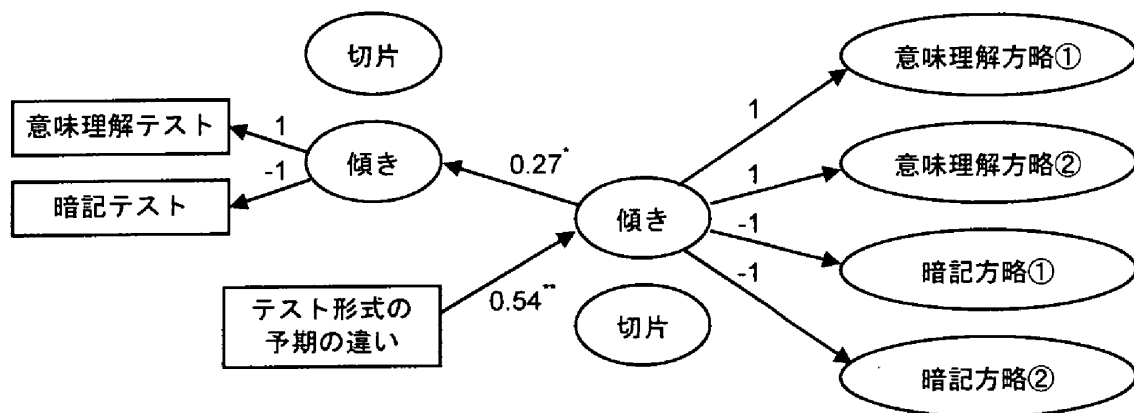 切片
意味理解方略①
意味理解テスト
1
1
傾き
0.27*
1
意味理解方略②
-1
暗記テスト
傾き
-1
暗記方略①
-1
テスト形式の
予期の違い
0.54**
切片
暗記方略②